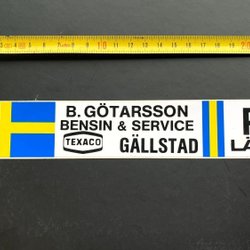 B. GÖTARSSON
BENSIN & SERVICE
TEXACO GÄLLSTAD